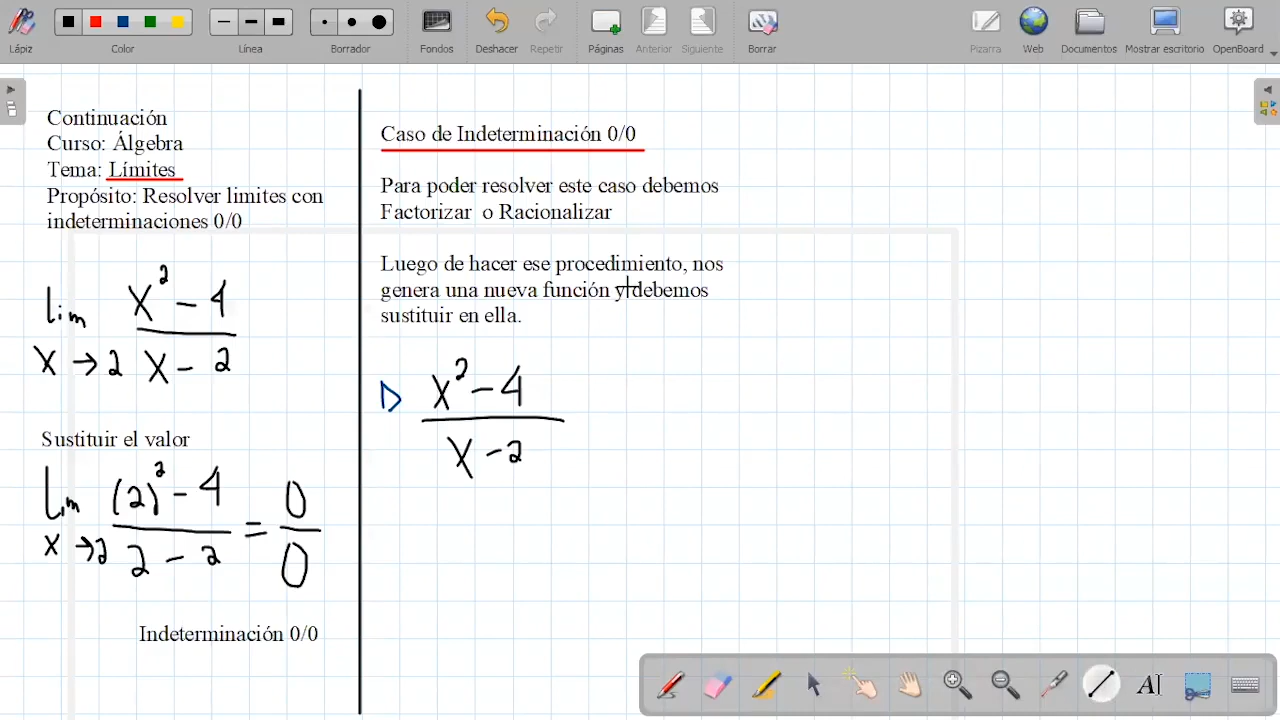 Lápiz
Color
Línea
Borrador
Fondos
Deshacer
Repetir
Páginas
Anterior
Siguiente
Borrar
Pizarra
Web
Documentos
Mostrar escritorio
OpenBoard
Continuación
Curso: Álgebra
Tema: Límites
Propósito: Resolver limites con
indeterminaciones 0/0
lim x² - 4
x → 2 x - 2
Sustituir el valor
Lim (2)² - 4 = 0
x → 2 2 - 2 0
Indeterminación 0/0
Caso de Indeterminación 0/0
Para poder resolver este caso debemos
Factorizar o Racionalizar
Luego de hacer ese procedimiento, nos
genera una nueva función y debemos
sustituir en ella.
x² - 4
x - 2
AI